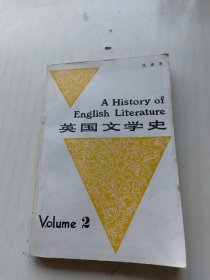 A History of
English Literature
英国文学史
Volume 2